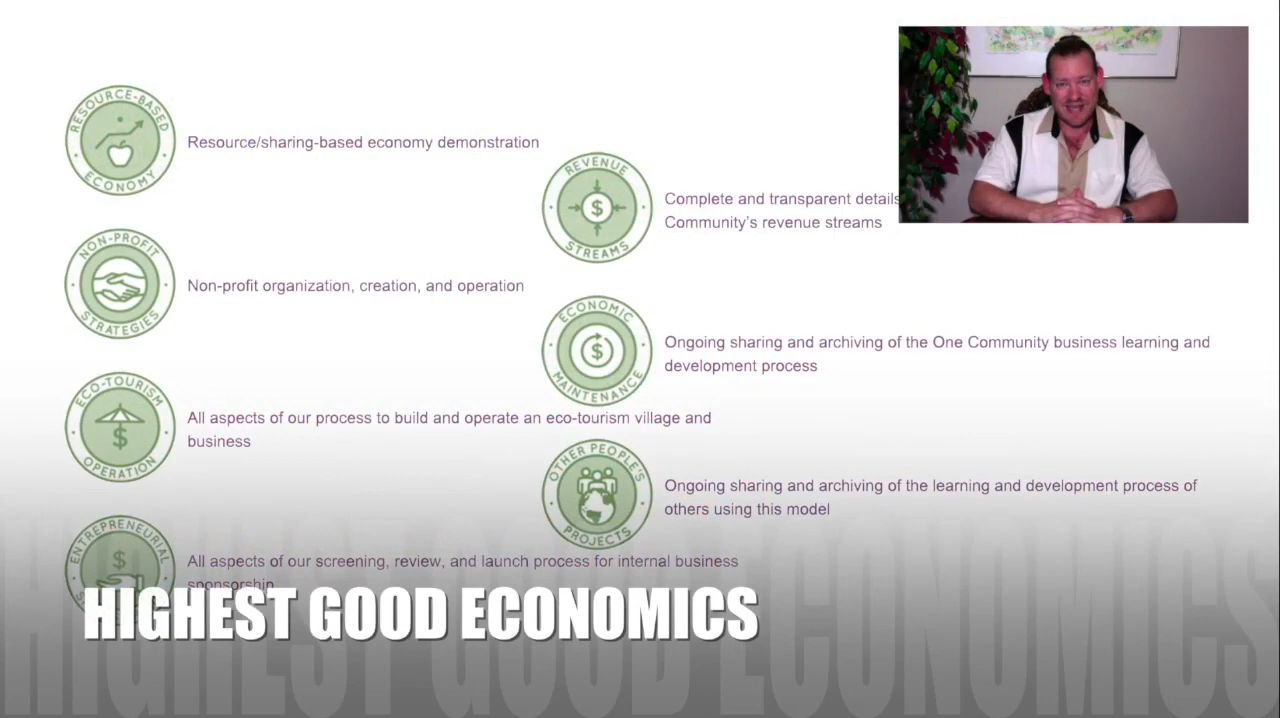 RESOURCE-BASED
ECONOMY
Resource/sharing-based economy demonstration
NON-PROFIT
STRATEGIES
Non-profit organization, creation, and operation
ECO-TOURISM
$
OPERATION
All aspects of our process to build and operate an eco-tourism village and
business
ENTREPRENEURIAL
$
All aspects of our screening, review, and launch process for internal business
sponsorship
REVENUE
$
STREAMS
Complete and transparent details
Community's revenue streams
ECONOMIC
$
MAINTENANCE
Ongoing sharing and archiving of the One Community business learning and
development process
OTHER PEOPLE'S
PROJECTS
Ongoing sharing and archiving of the learning and development process of
others using this model
HIGHEST GOOD ECONOMICS
HIGHEST GOOD ECONOMICS